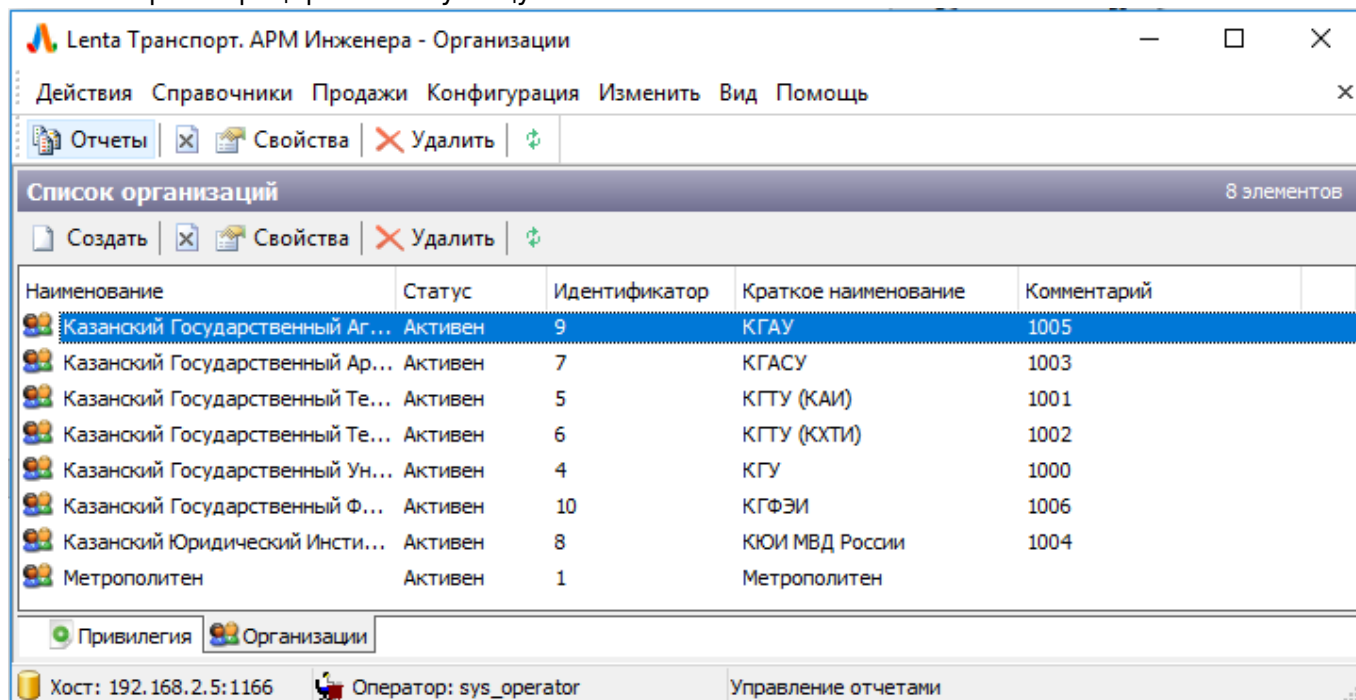 Lenta Транспорт. АРМ Инженера - Организации
Действия Справочники Продажи Конфигурация Изменить Вид Помощь
Отчеты Свойства Удалить
Список организаций 8 элементов
Создать Свойства Удалить
Наименование Статус Идентификатор Краткое наименование Комментарий
Казанский Государственный Аг... Активен 9 КГАУ 1005
Казанский Государственный Ар... Активен 7 КГАСУ 1003
Казанский Государственный Те... Активен 5 КГТУ (КАИ) 1001
Казанский Государственный Те... Активен 6 КГТУ (КХТИ) 1002
Казанский Государственный Ун... Активен 4 КГУ 1000
Казанский Государственный Ф... Активен 10 КГФЭИ 1006
Казанский Юридический Инсти... Активен 8 КЮИ МВД России 1004
Метрополитен Активен 1 Метрополитен
Привилегия Организации
Хост: 192.168.2.5:1166 Оператор: sys_operator Управление отчетами